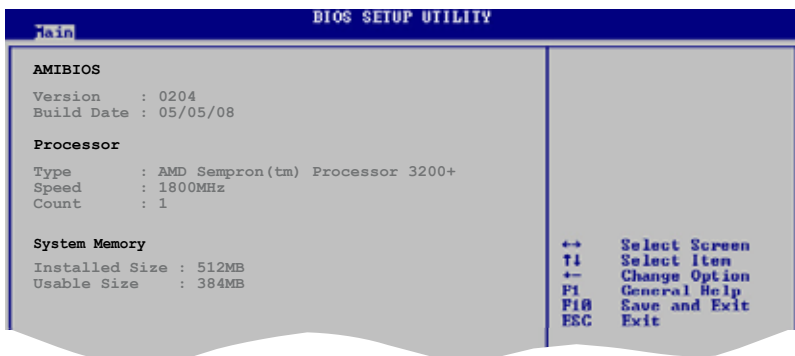 BIOS SETUP UTILITY
Main
AMIBIOS
Version : 0204
Build Date : 05/05/08
Processor
Type : AMD Sempron(tm) Processor 3200+
Speed : 1800MHz
Count : 1
System Memory
Installed Size : 512MB
Usable Size : 384MB
←→ Select Screen
↑↓ Select Item
+- Change Option
F1 General Help
F10 Save and Exit
ESC Exit